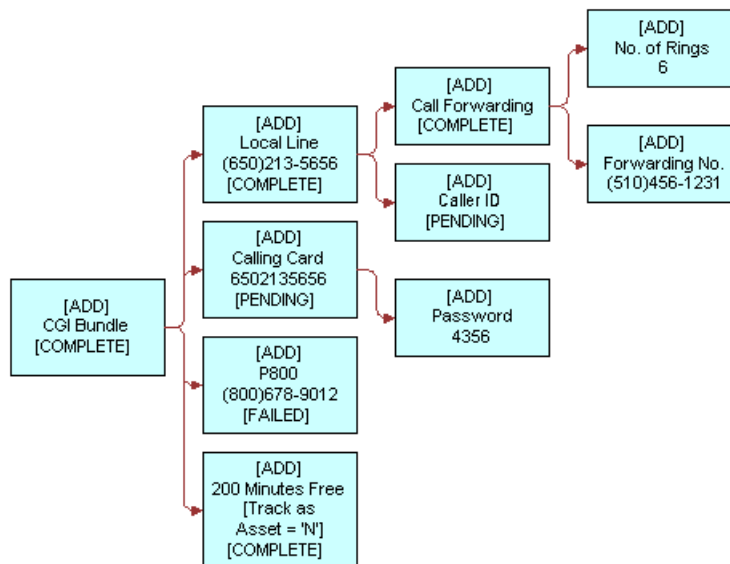 [ADD]
CGI Bundle
[COMPLETE]
[ADD]
Local Line
(650)213-5656
[COMPLETE]
[ADD]
Calling Card
6502135656
[PENDING]
[ADD]
P800
(800)678-9012
[FAILED]
[ADD]
200 Minutes Free
[Track as
Asset = 'N']
[COMPLETE]
[ADD]
Call Forwarding
[COMPLETE]
[ADD]
Caller ID
[PENDING]
[ADD]
Password
4356
[ADD]
No. of Rings
6
[ADD]
Forwarding No.
(510)456-1231